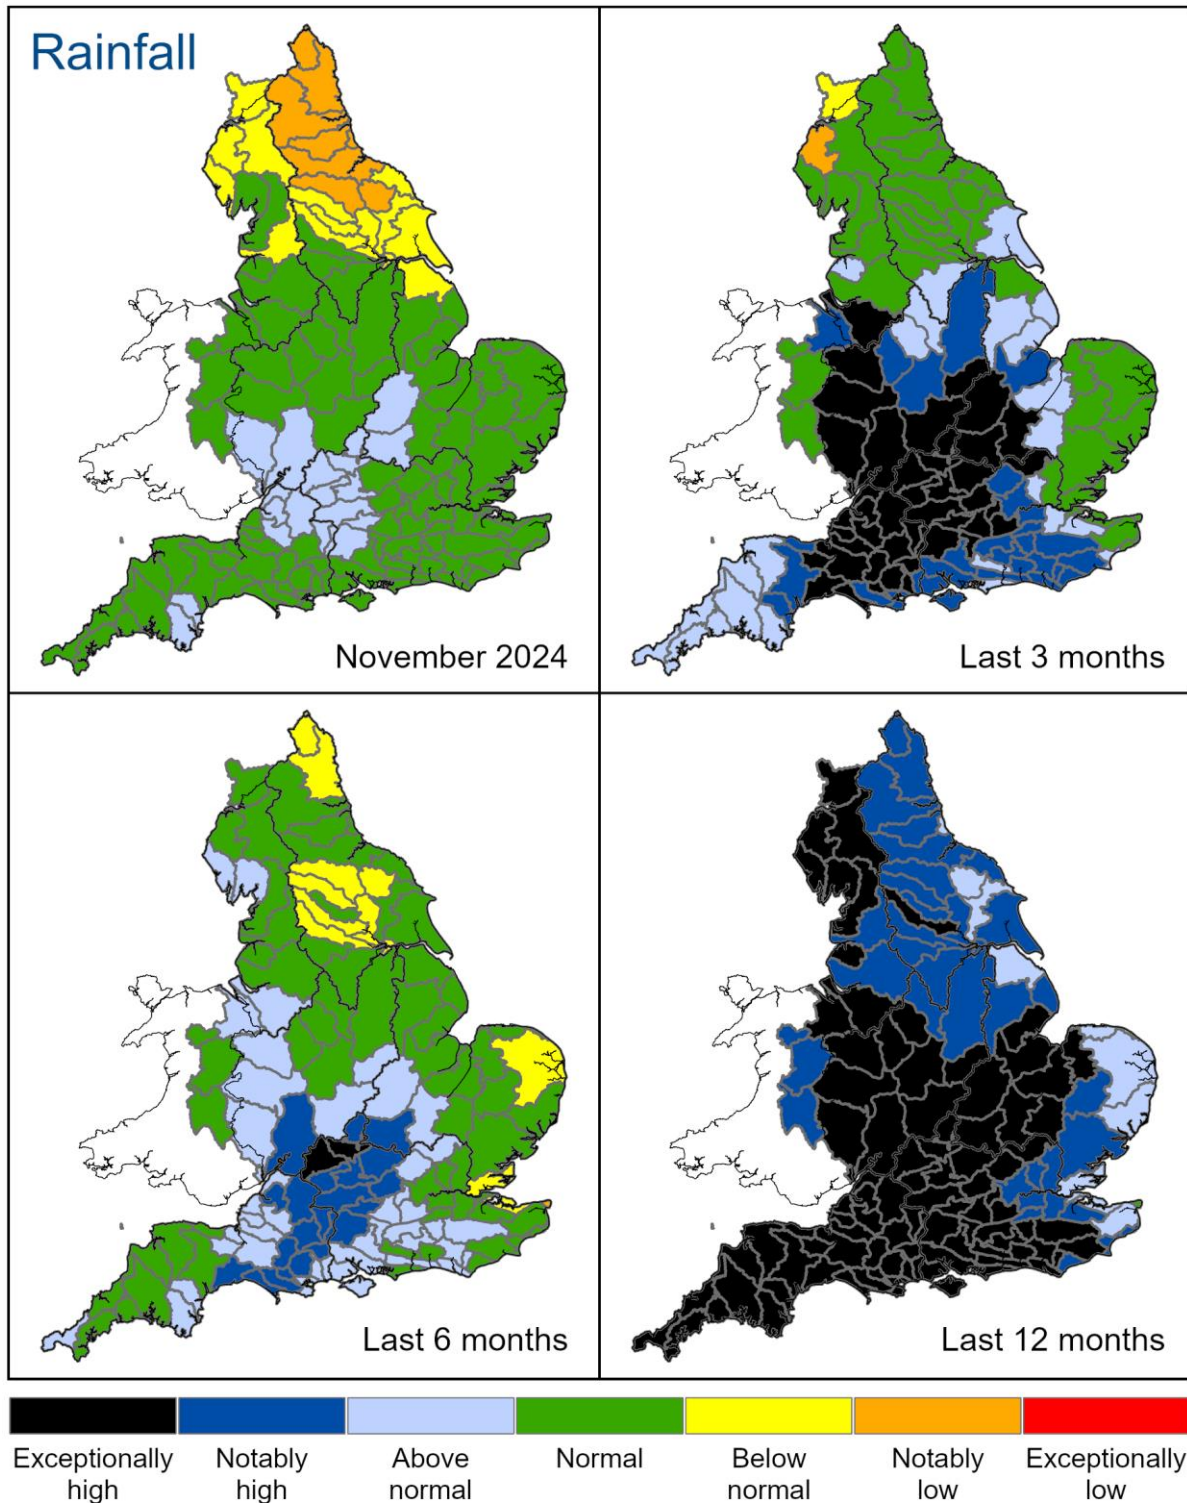 Rainfall
November 2024
Last 3 months
Last 6 months
Last 12 months
Exceptionally high
Notably high
Above normal
Normal
Below normal
Notably low
Exceptionally low